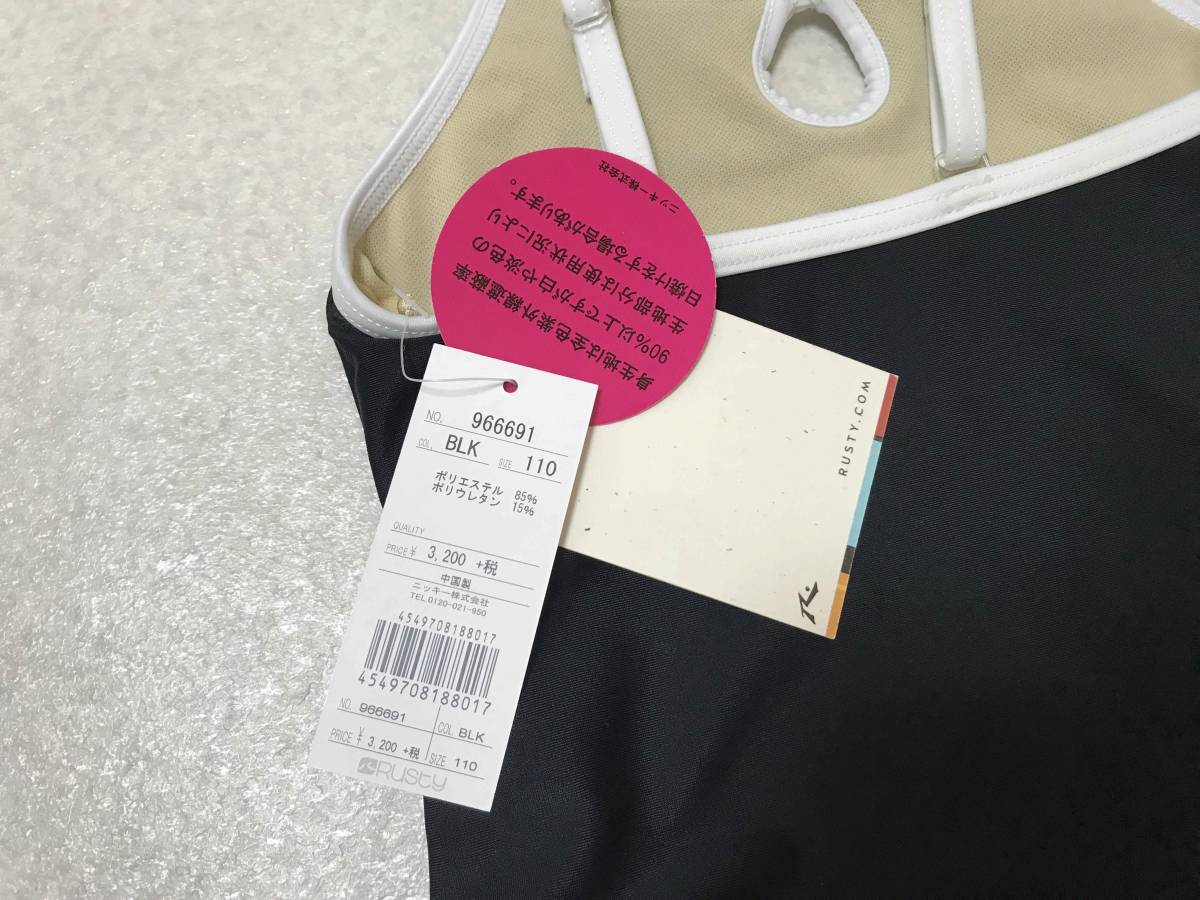 身生地は全色紫外線遮蔽率
90%以上ですが白や淡色の
生地部分は使用状況により
日焼けをする場合があります。
ニッキー株式会社
RUSTY.COM
NO. 966691
COL. BLK SIZE 110
ポリエステル 85%
ポリウレタン 15%
QUALITY
PRICE ¥ 3,200 +税
中国製
ニッキー株式会社
TEL.0120-021-950
4549708188017
4549708188017
NO. 966691 COL. BLK
PRICE ¥ 3,200 +税 SIZE 110
RUSTY